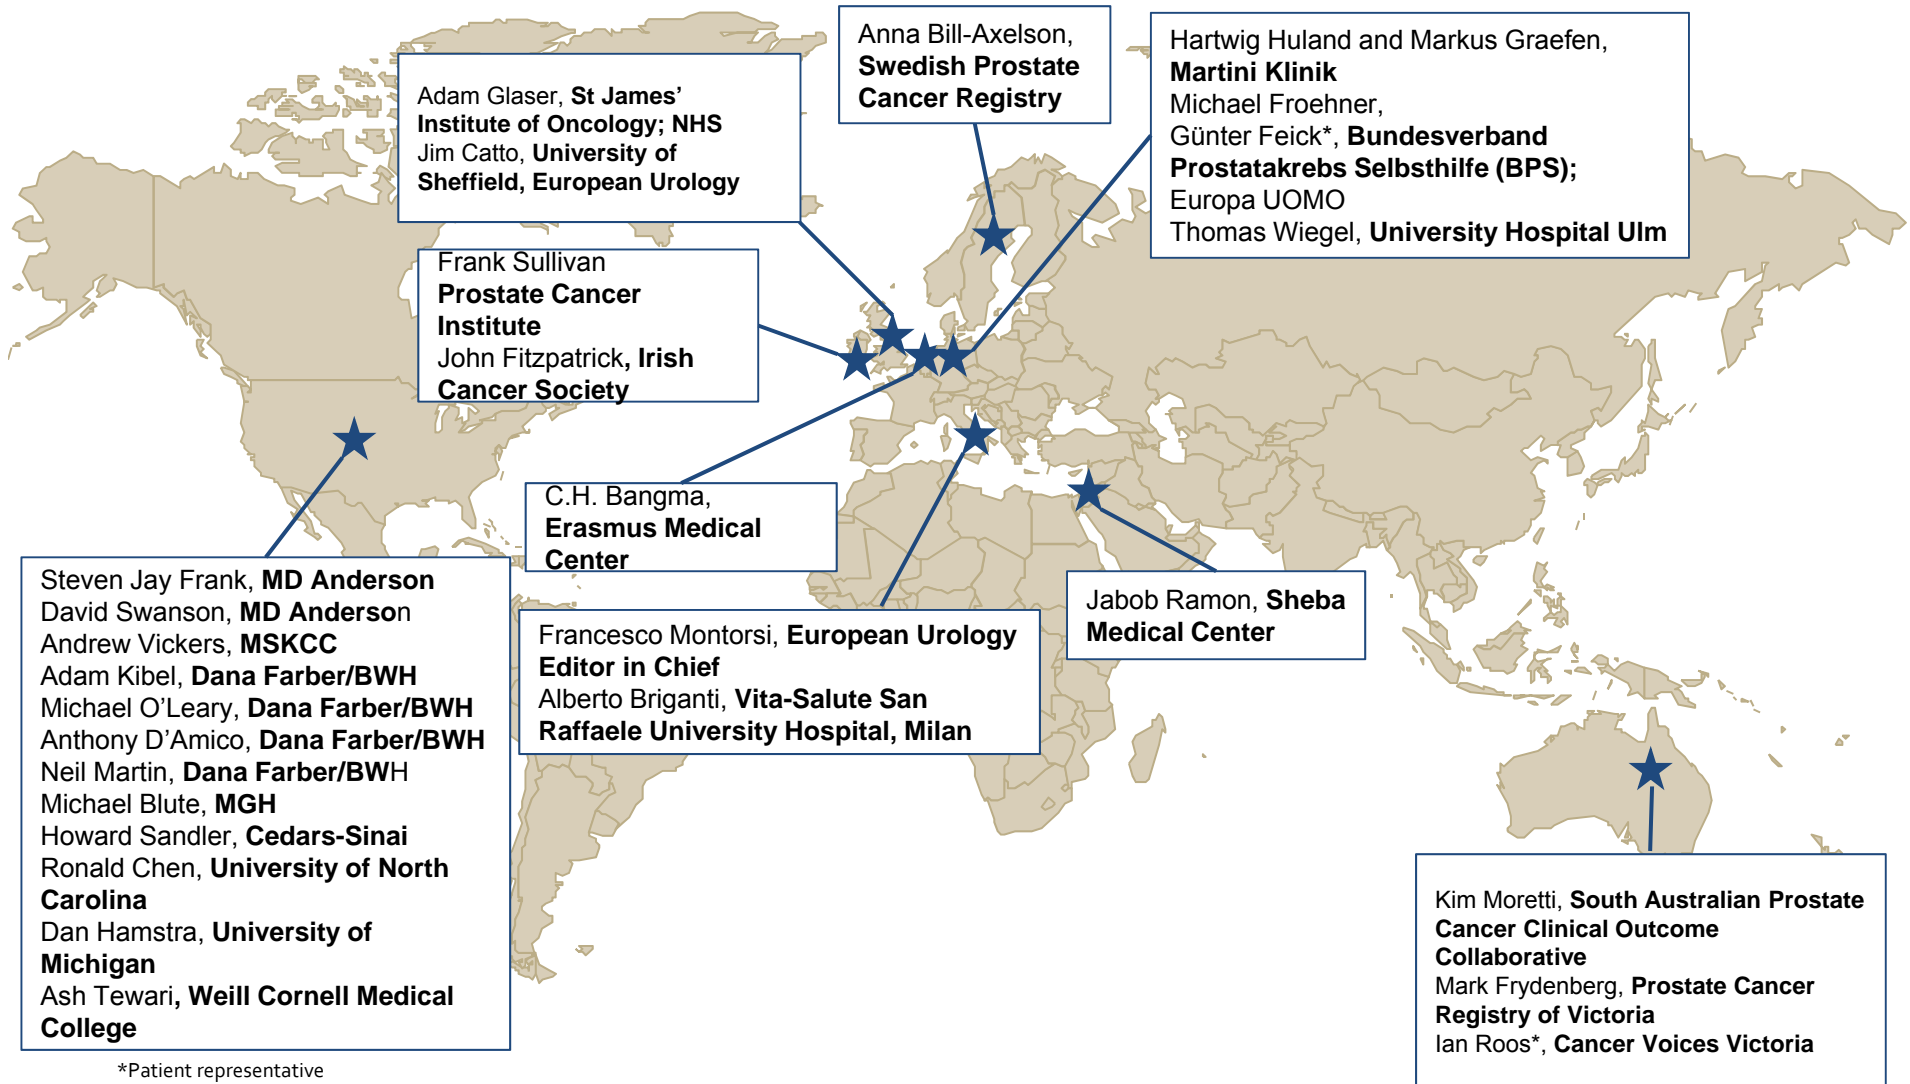 Adam Glaser, St James’
Institute of Oncology; NHS
Jim Catto, University of
Sheffield, European Urology
Anna Bill-Axelson,
Swedish Prostate
Cancer Registry
Hartwig Huland and Markus Graefen,
Martini Klinik
Michael Froehner,
Günter Feick*, Bundesverband
Prostatakrebs Selbsthilfe (BPS);
Europa UOMO
Thomas Wiegel, University Hospital Ulm
Frank Sullivan
Prostate Cancer
Institute
John Fitzpatrick, Irish
Cancer Society
C.H. Bangma,
Erasmus Medical
Center
Steven Jay Frank, MD Anderson
David Swanson, MD Anderson
Andrew Vickers, MSKCC
Adam Kibel, Dana Farber/BWH
Michael O’Leary, Dana Farber/BWH
Anthony D’Amico, Dana Farber/BWH
Neil Martin, Dana Farber/BWH
Michael Blute, MGH
Howard Sandler, Cedars-Sinai
Ronald Chen, University of North
Carolina
Dan Hamstra, University of
Michigan
Ash Tewari, Weill Cornell Medical
College
Francesco Montorsi, European Urology
Editor in Chief
Alberto Briganti, Vita-Salute San
Raffaele University Hospital, Milan
Jabob Ramon, Sheba
Medical Center
Kim Moretti, South Australian Prostate
Cancer Clinical Outcome
Collaborative
Mark Frydenberg, Prostate Cancer
Registry of Victoria
Ian Roos*, Cancer Voices Victoria
*Patient representative